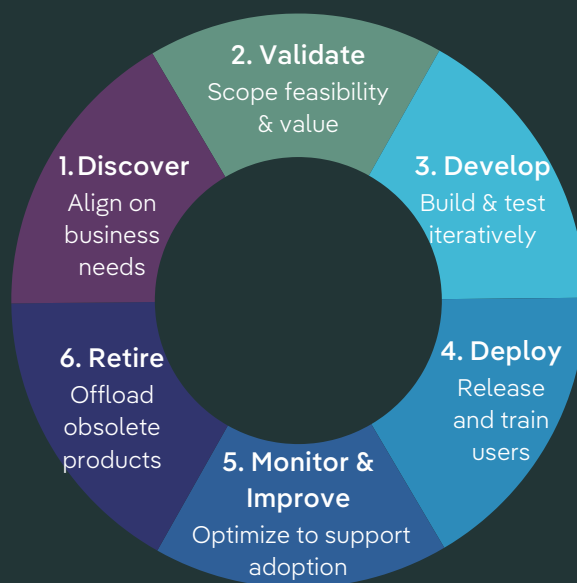 1. Discover
Align on
business
needs
2. Validate
Scope feasibility
& value
3. Develop
Build & test
iteratively
4. Deploy
Release
and train
users
5. Monitor &
Improve
Optimize to support
adoption
6. Retire
Offload
obsolete
products